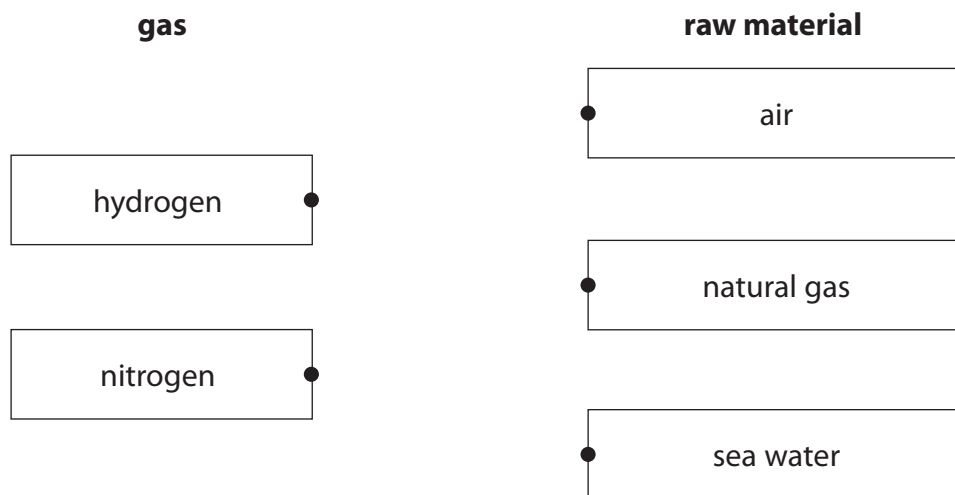 gas
raw material
air
hydrogen
natural gas
nitrogen
sea water